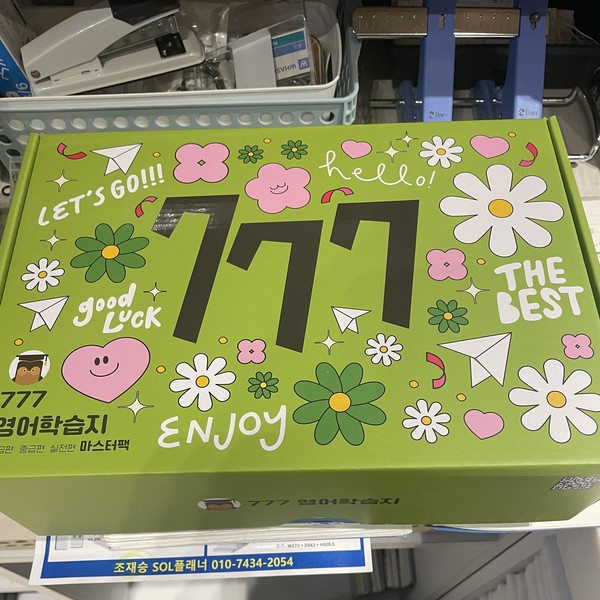 LET'S GO!!!
hello!
777
good
LUCK
THE
BEST
777
영어학습지
중급편 실전편 마스터팩
ENJOY
777 영어학습지
조재승 SOL플래너 010-7434-2054